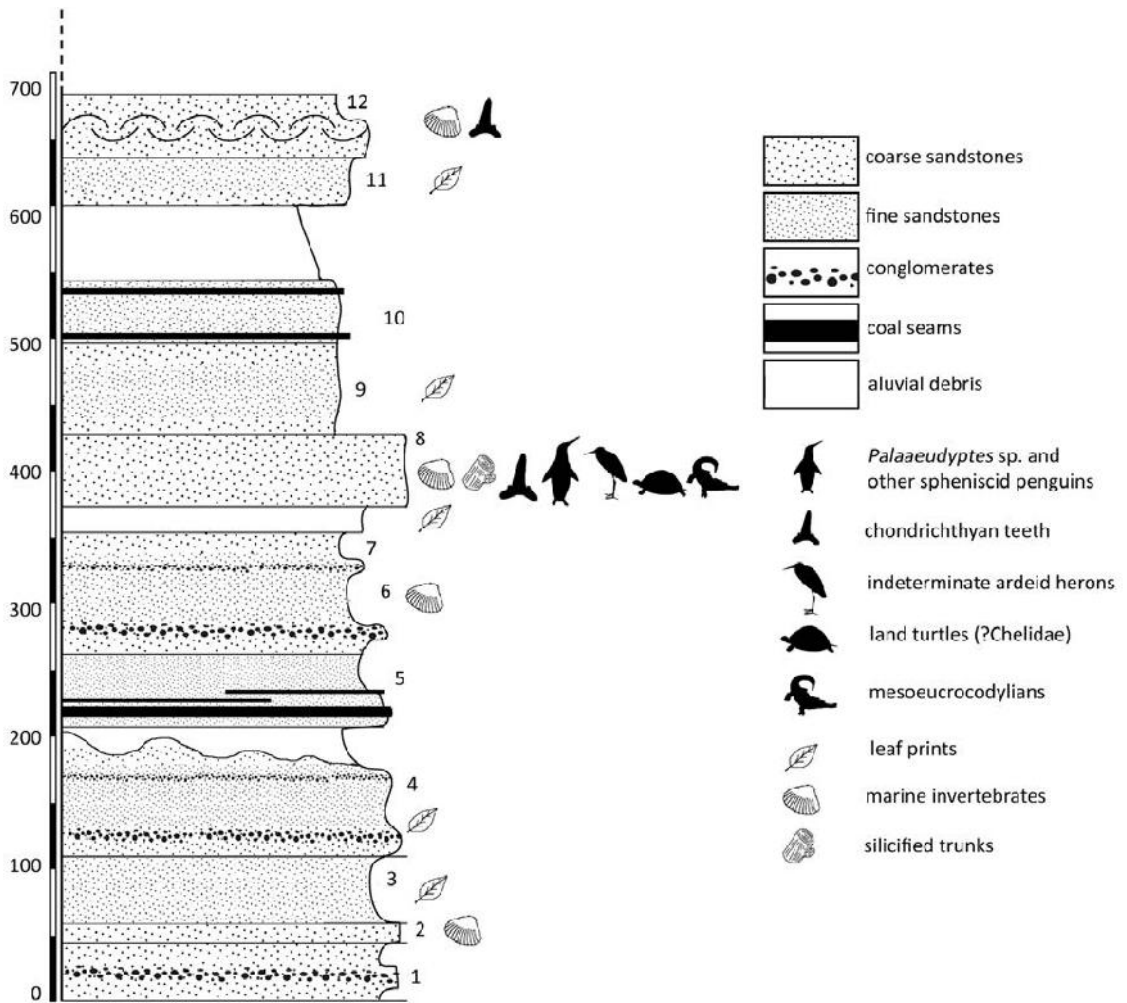 700
600
500
400
300
200
100
0
12
11
10
9
8
7
6
5
4
3
2
1
coarse sandstones
fine sandstones
conglomerates
coal seams
aluvial debris
Palaaeudyptes sp. and
other spheniscid penguins
chondrichthyan teeth
indeterminate ardeid herons
land turtles (?Chelidae)
mesoeucrocodylians
leaf prints
marine invertebrates
silicified trunks